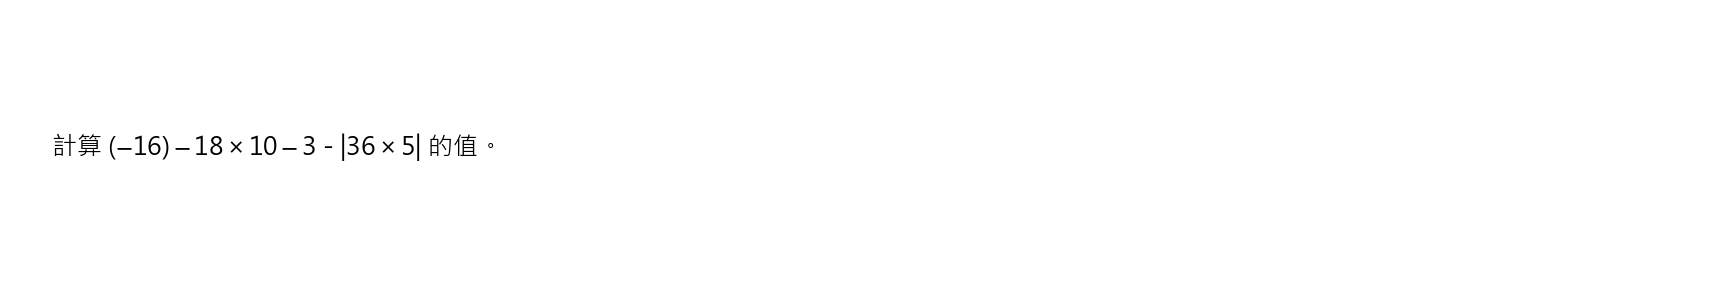 計算 (–16) – 18 × 10 – 3 - |36 × 5| 的值。